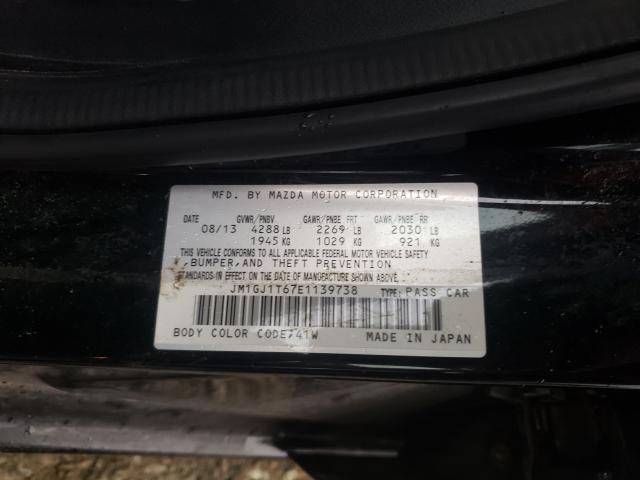 MFD. BY MAZDA MOTOR CORPORATION
DATE GVWR/PNBV GAWR/PNBE FRT GAWR/PNBE RR
08/13 4288 LB 2269 LB 2030 LB
1945 KG 1029 KG 921 KG
THIS VEHICLE CONFORMS TO ALL APPLICABLE FEDERAL MOTOR VEHICLE SAFETY
, BUMPER, AND THEFT PREVENTION
STANDARDS IN EFFECT ON THE DATE OF MANUFACTURE SHOWN ABOVE.
JM1GJ1T67E1139738 TYPE: PASS CAR
BODY COLOR CODE: 41W MADE IN JAPAN